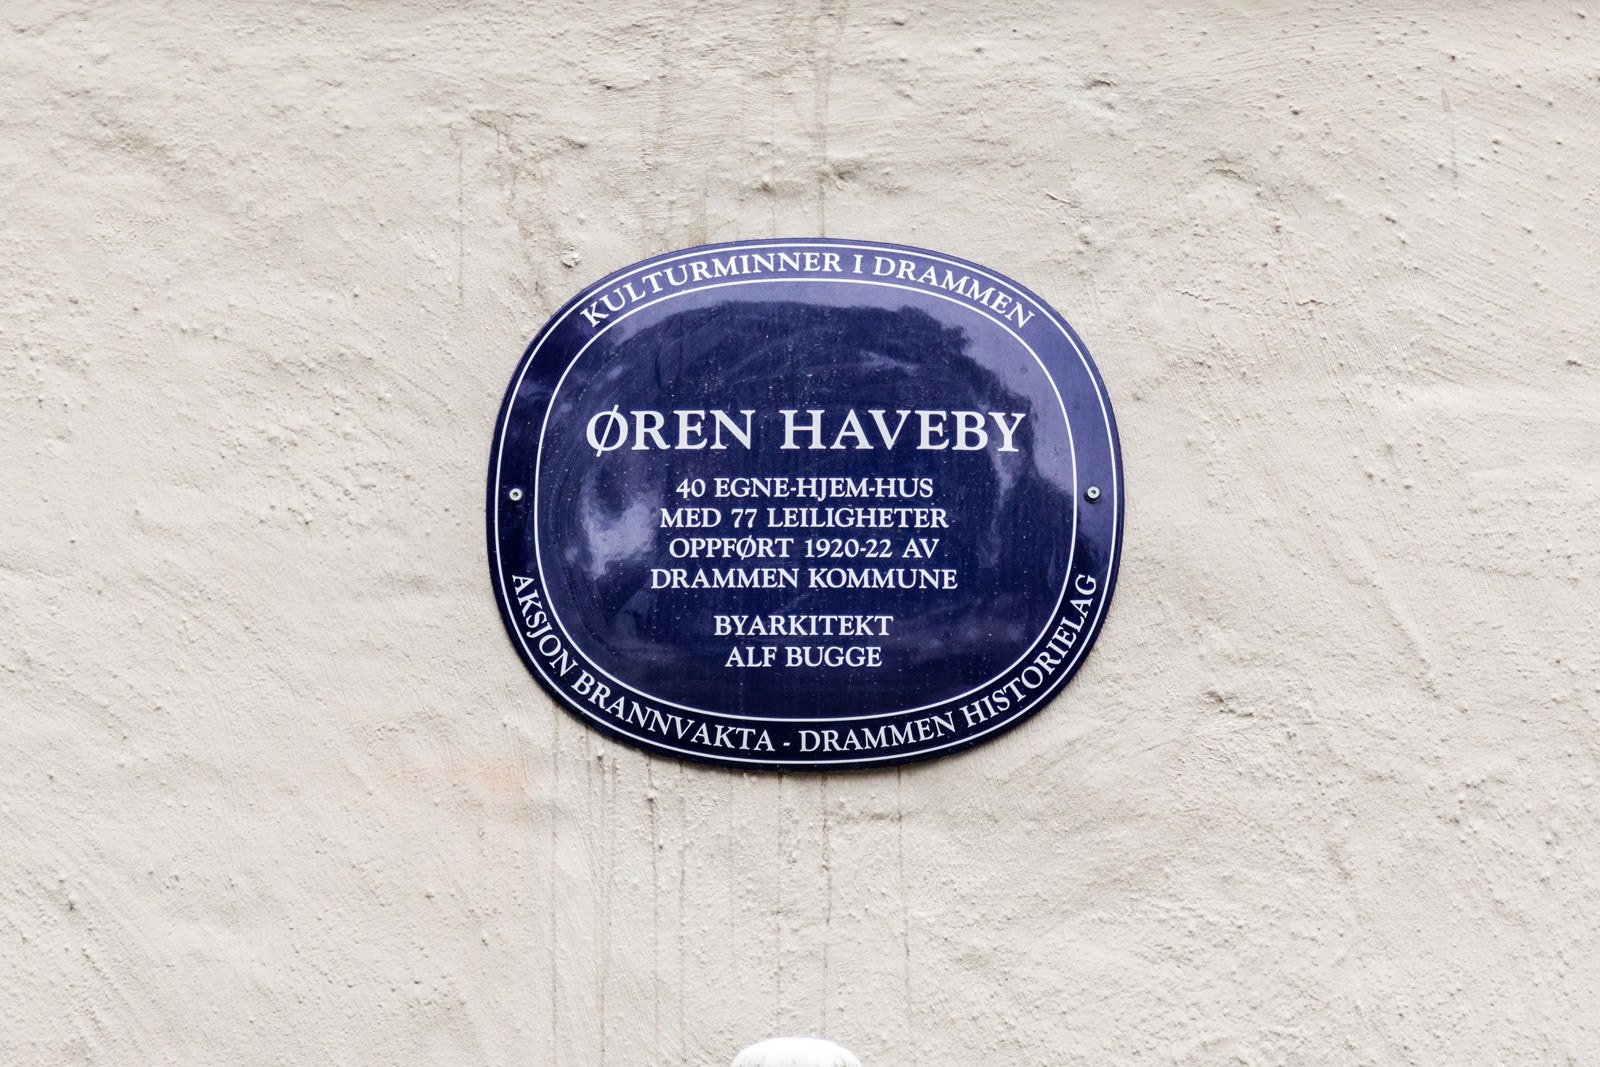 KULTURMINNER I DRAMMEN
ØREN HAVEBY
40 EGNE-HJEM-HUS
MED 77 LEILIGHETER
OPPFØRT 1920-22 AV
DRAMMEN KOMMUNE
BYARKITEKT
ALF BUGGE
AKSJON BRANNVAKTA - DRAMMEN HISTORIELAG